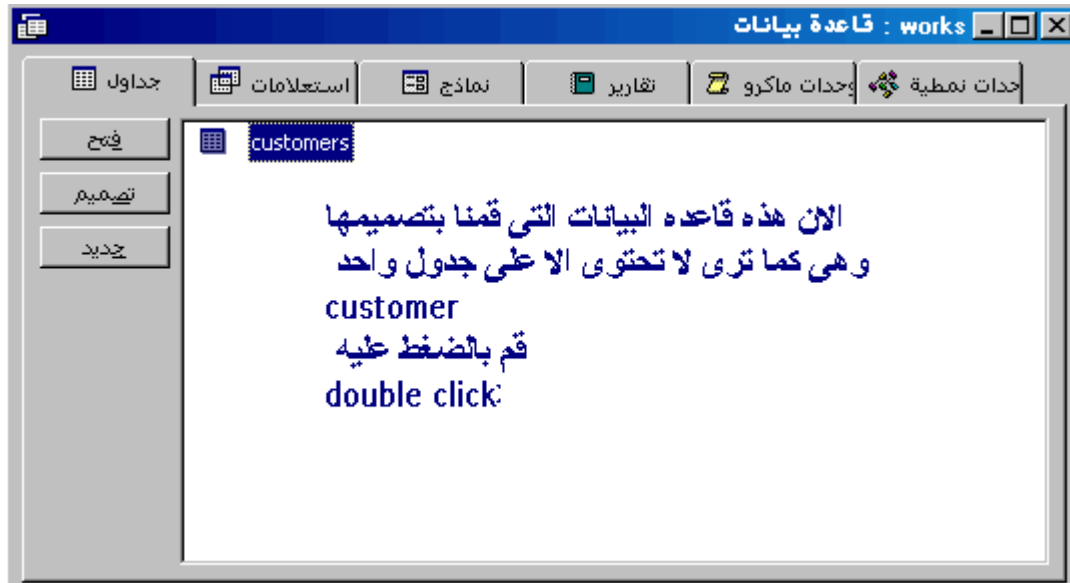 works : قاعدة بيانات
جداول
استعلامات
نماذج
تقارير
وحدات ماكرو
حدات نمطية
فتح
تصميم
جديد
customers
الان هذه قاعده البيانات التى قمنا بتصميمها
وهى كما ترى لا تحتوى الا على جدول واحد
customer
قم بالضغط عليه
double click: